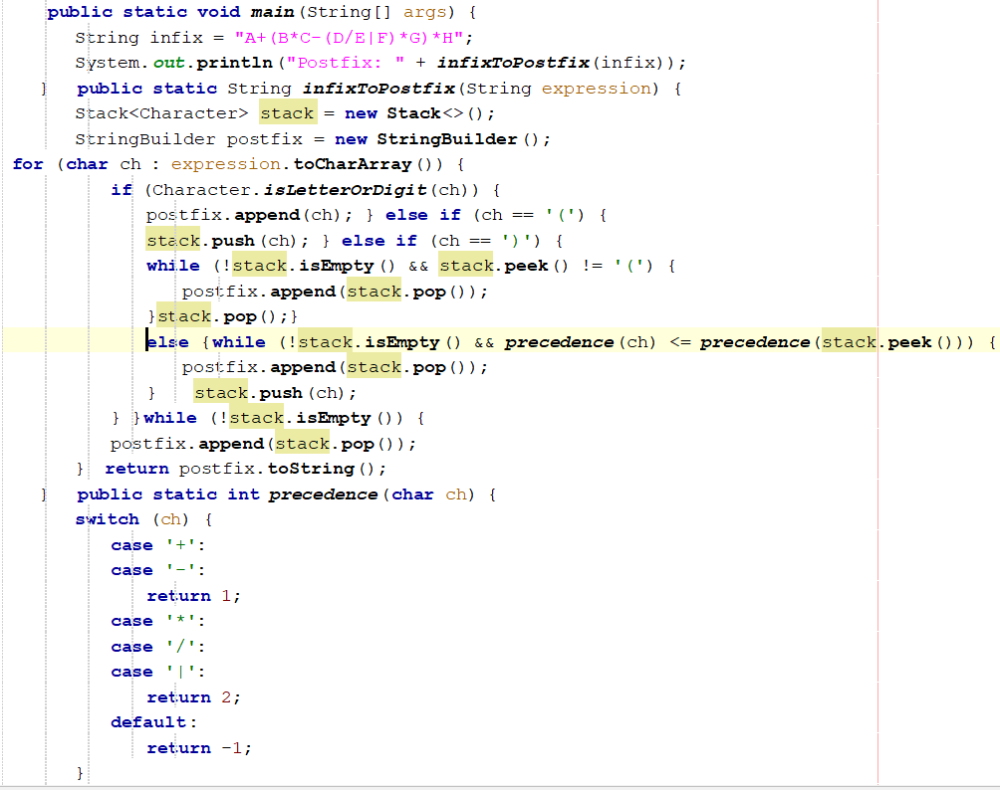 public static void main(String[] args) {
String infix = "A+(B*C-(D/E|F)*G)*H";
System.out.println("Postfix: " + infixToPostfix(infix));
} public static String infixToPostfix(String expression) {
Stack<Character> stack = new Stack<>();
StringBuilder postfix = new StringBuilder();
for (char ch : expression.toCharArray()) {
if (Character.isLetterOrDigit(ch)) {
postfix.append(ch); } else if (ch == '(') {
stack.push(ch); } else if (ch == ')') {
while (!stack.isEmpty() && stack.peek() != '(') {
postfix.append(stack.pop());
}stack.pop();}
else {while (!stack.isEmpty() && precedence(ch) <= precedence(stack.peek())) {
postfix.append(stack.pop());
} stack.push(ch);
} }while (!stack.isEmpty()) {
postfix.append(stack.pop());
} return postfix.toString();
} public static int precedence(char ch) {
switch (ch) {
case '+':
case '-':
return 1;
case '*':
case '/':
case '|':
return 2;
default:
return -1;
}